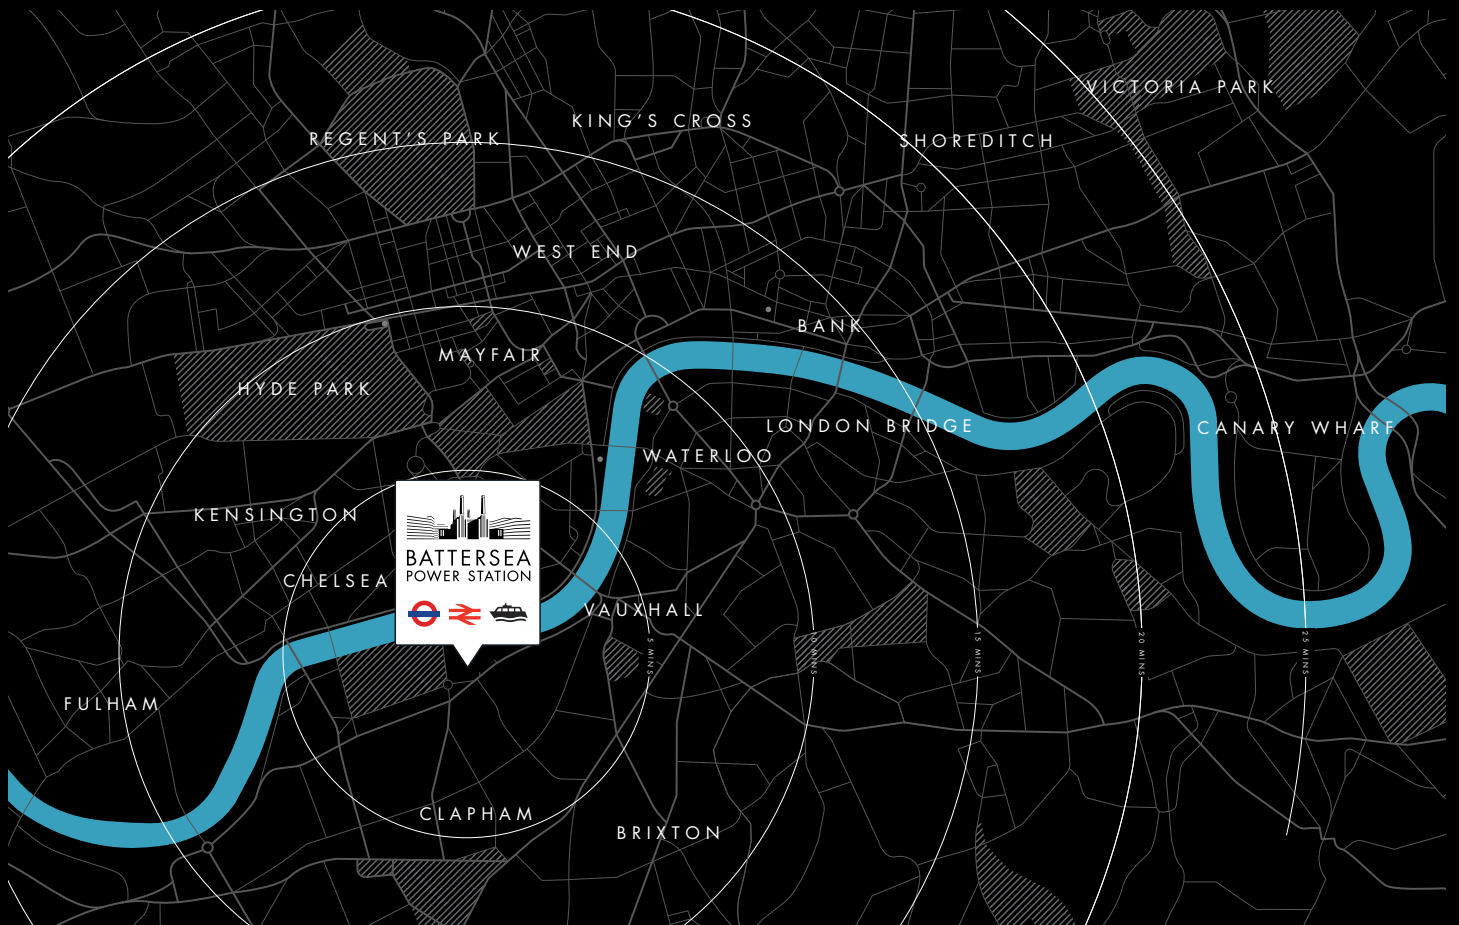 VICTORIA PARK
KING'S CROSS
REGENT'S PARK
SHOREDITCH
WEST END
BANK
MAYFAIR
HYDE PARK
LONDON BRIDGE
CANARY WHARF
WATERLOO
KENSINGTON
BATTERSEA
POWER STATION
CHELSEA
VAUXHALL
5 MINS
10 MINS
15 MINS
20 MINS
25 MINS
FULHAM
CLAPHAM
BRIXTON